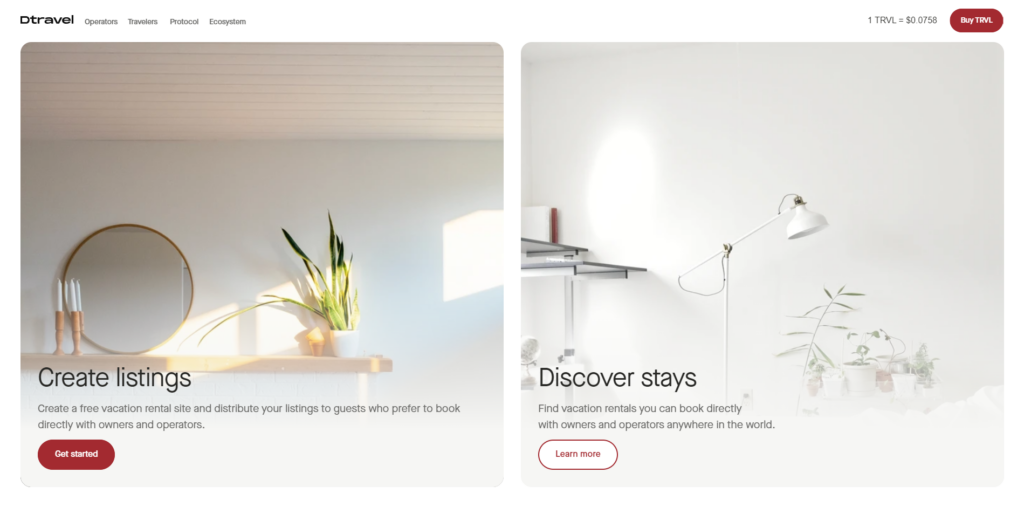 Dtravel Operators Travelers Protocol Ecosystem 1 TRVL = $0.0758 Buy TRVL
Create listings
Create a free vacation rental site and distribute your listings to guests who prefer to book
directly with owners and operators.
Get started
Discover stays
Find vacation rentals you can book directly
with owners and operators anywhere in the world.
Learn more